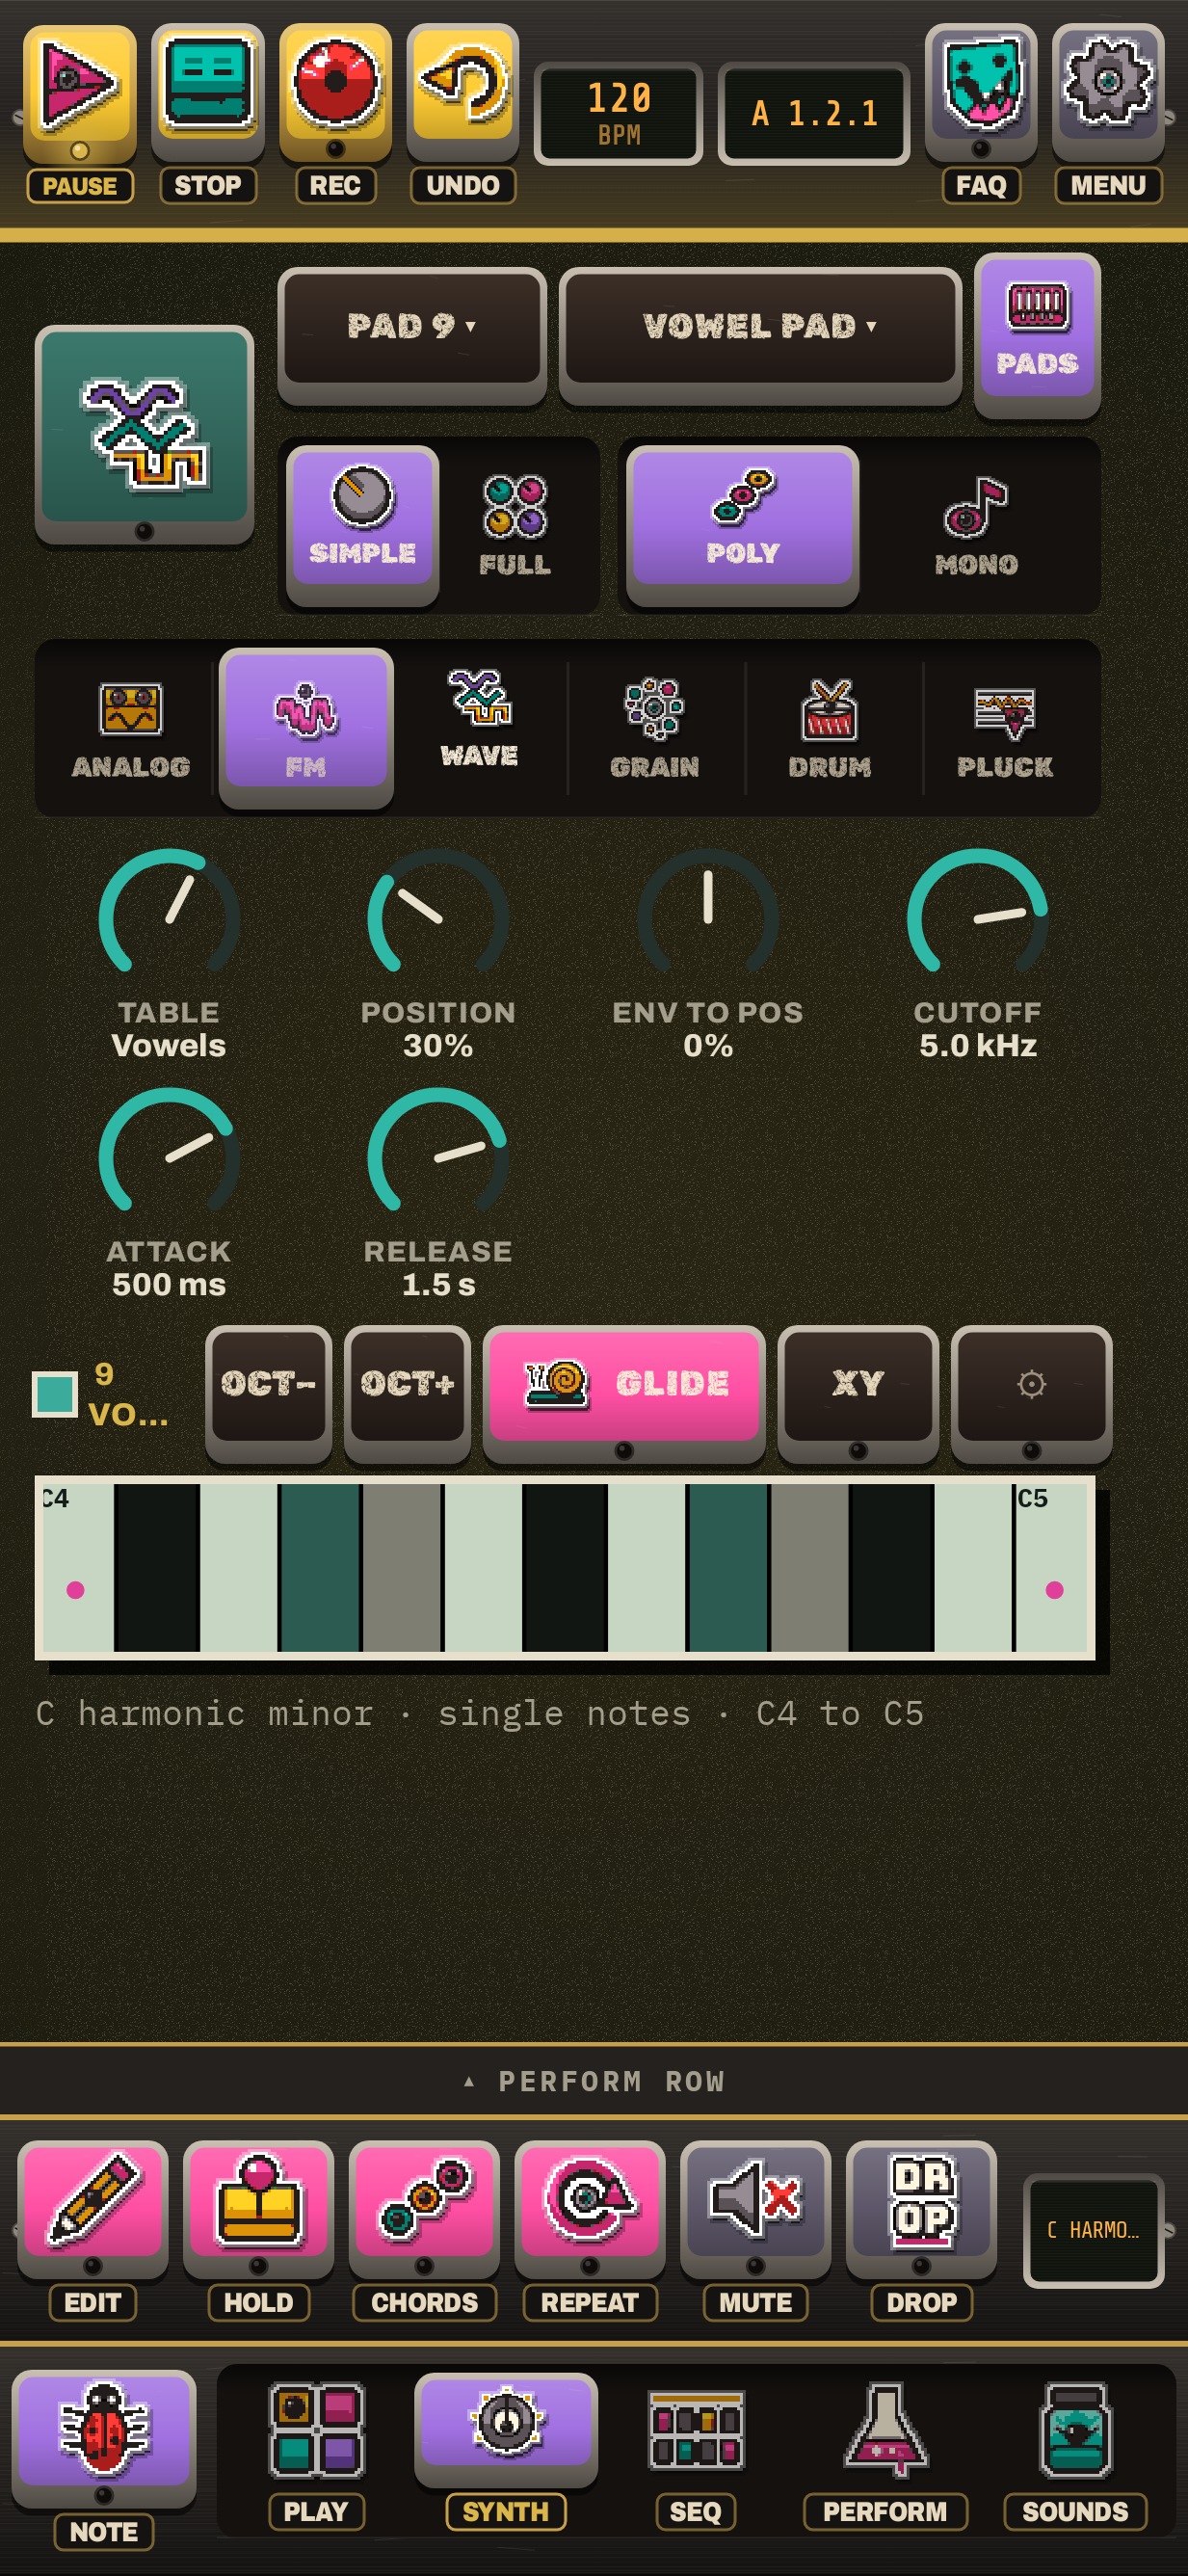 120
BPM
A 1.2.1
PAUSE STOP REC UNDO FAQ MENU
PAD 9 ▾
VOWEL PAD ▾
PADS
SIMPLE
FULL
POLY
MONO
ANALOG
FM
WAVE
GRAIN
DRUM
PLUCK
TABLE
Vowels
POSITION
30%
ENV TO POS
0%
CUTOFF
5.0 kHz
ATTACK
500 ms
RELEASE
1.5 s
9
VO...
OCT-
OCT+
GLIDE
XY
C4
C5
C harmonic minor · single notes · C4 to C5
▴ PERFORM ROW
DR
OP
C HARMO…
EDIT HOLD CHORDS REPEAT MUTE DROP
NOTE
PLAY SYNTH SEQ PERFORM SOUNDS